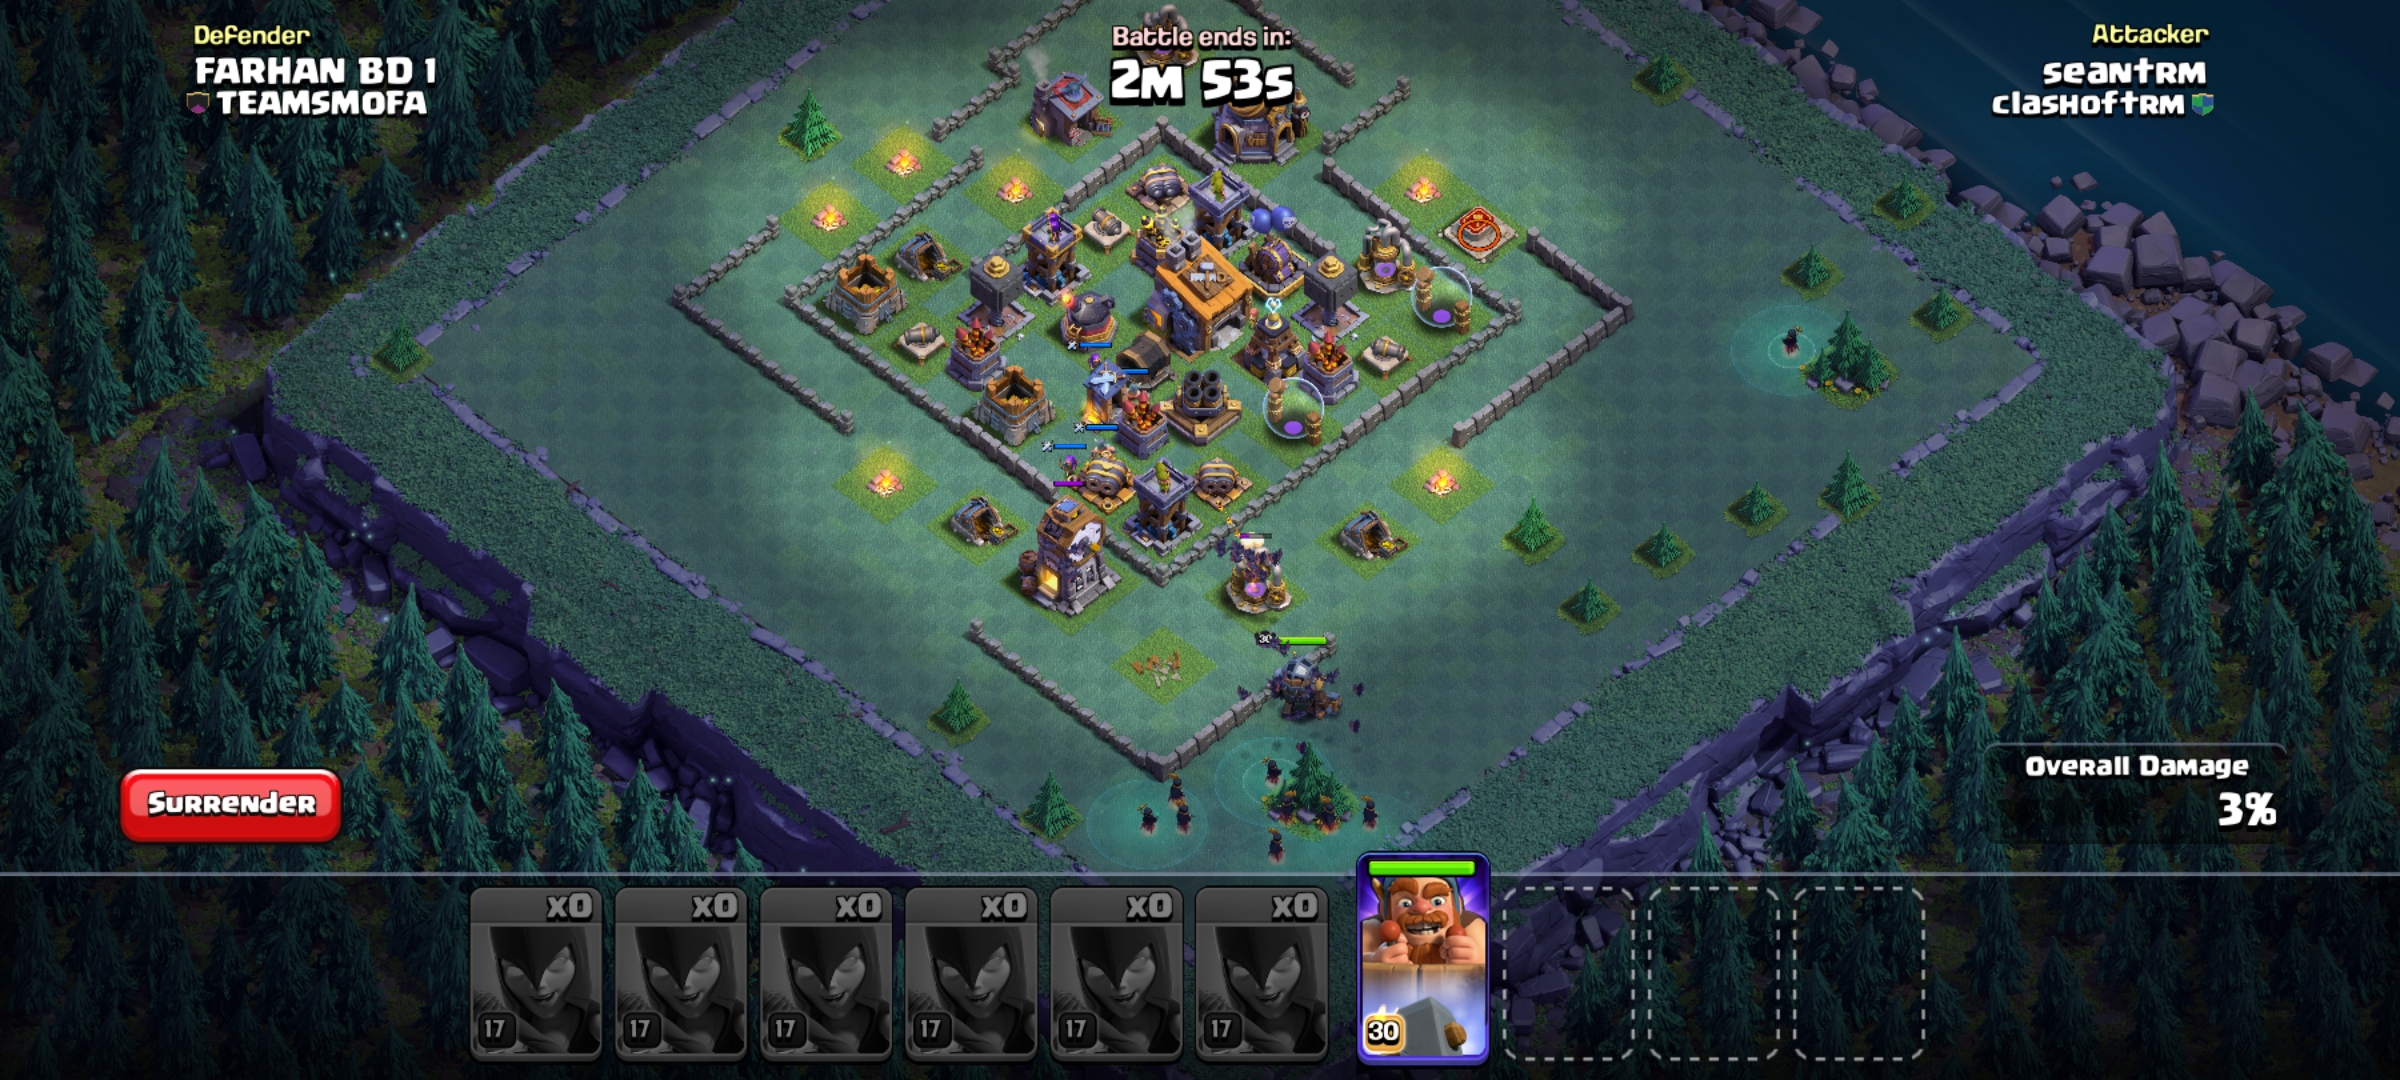 Defender
FARHAN BD 1
TEAMSMOFA
Battle ends in:
2M 53s
Attacker
seantRM
clashoftRM
30
Surrender
Overall Damage
3%
x0
x0
x0
x0
x0
x0
17
17
17
17
17
17
30